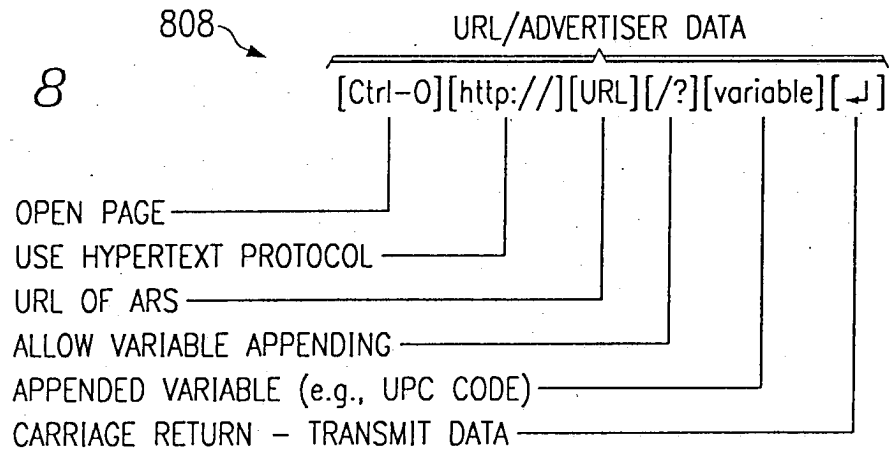 808
URL/ADVERTISER DATA
8
[Ctrl-O][http://][URL][/?][variable][↵]
OPEN PAGE
USE HYPERTEXT PROTOCOL
URL OF ARS
ALLOW VARIABLE APPENDING
APPENDED VARIABLE (e.g., UPC CODE)
CARRIAGE RETURN – TRANSMIT DATA